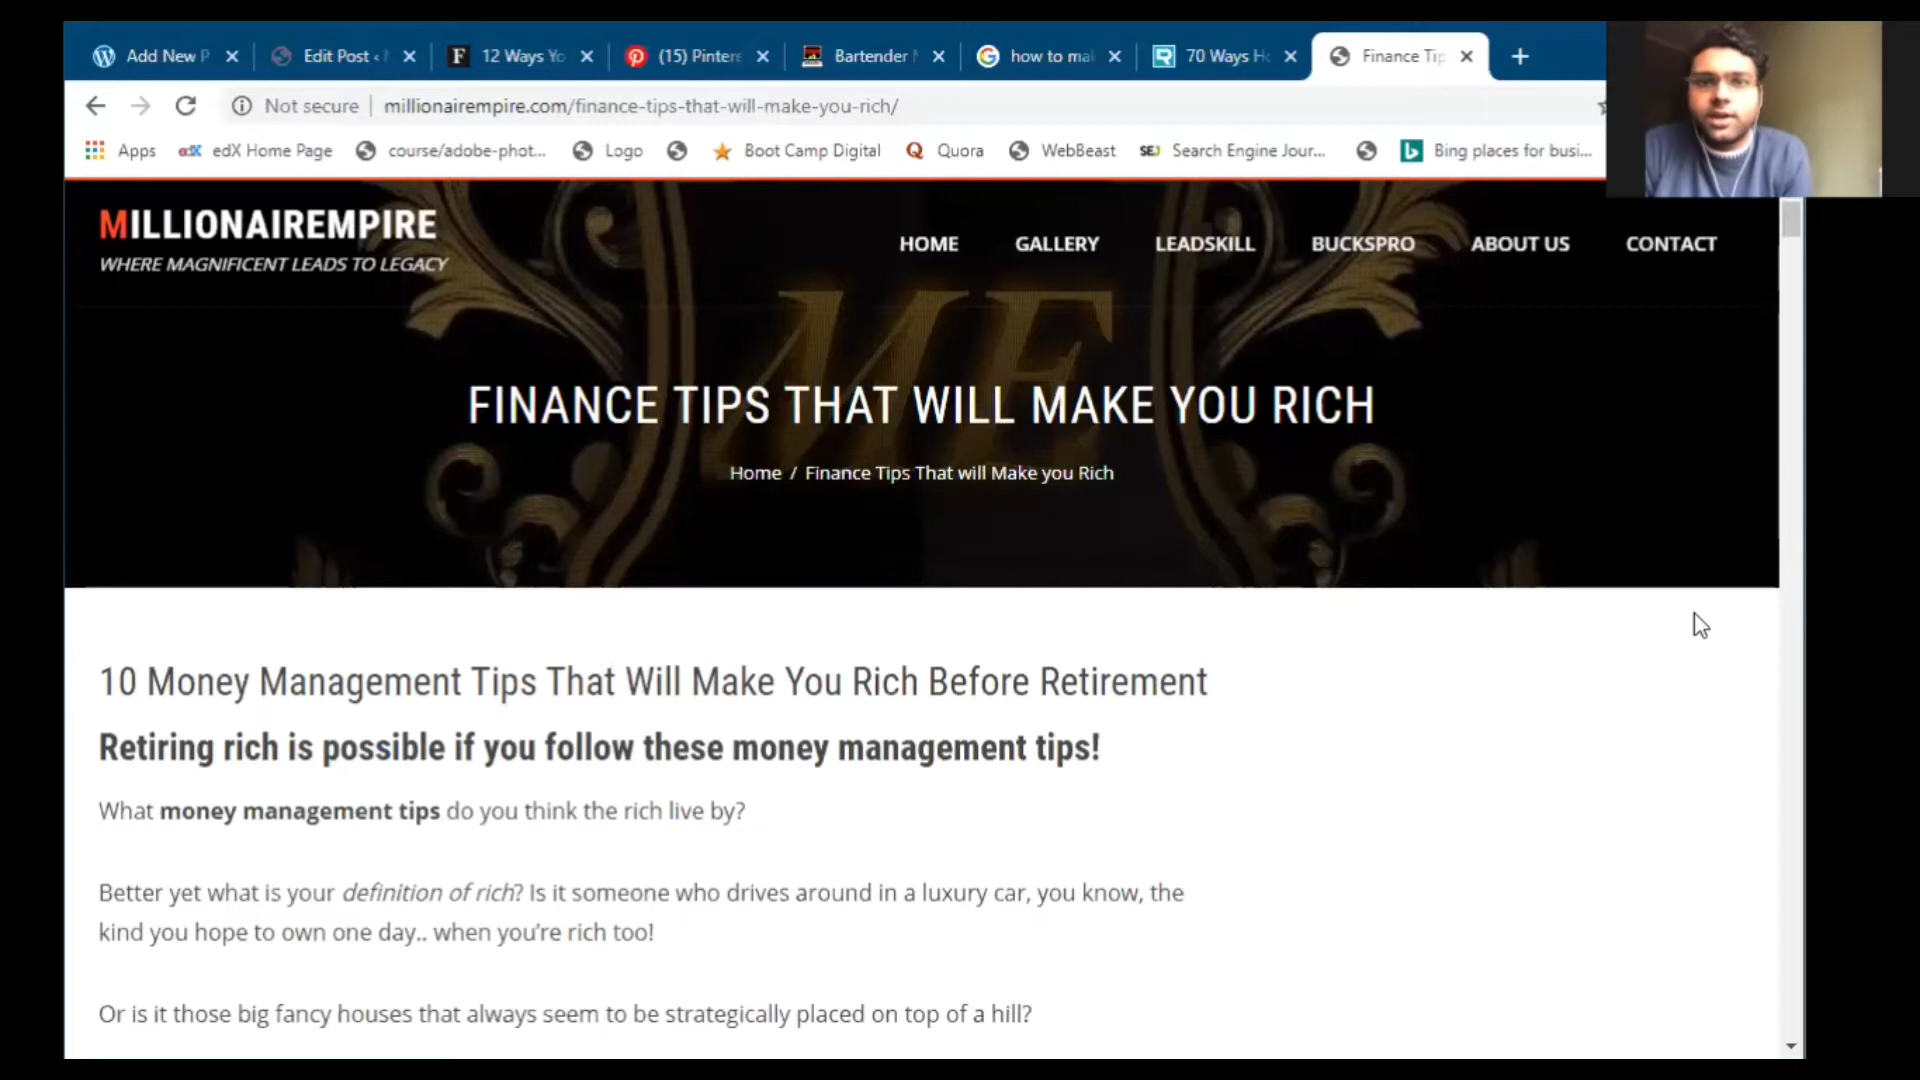 Add New P
Edit Post ‹
12 Ways Yo
(15) Pintere
Bartender
how to mal
70 Ways Ho
Finance Tip
Not secure
millionairempire.com/finance-tips-that-will-make-you-rich/
Apps
edX
edX Home Page
course/adobe-phot...
Logo
Boot Camp Digital
Quora
WebBeast
SEJ
Search Engine Jour...
Bing places for busi...
MILLIONAIREMPIRE
WHERE MAGNIFICENT LEADS TO LEGACY
HOME
GALLERY
LEADSKILL
BUCKSPRO
ABOUT US
CONTACT
ME
FINANCE TIPS THAT WILL MAKE YOU RICH
Home / Finance Tips That will Make you Rich
10 Money Management Tips That Will Make You Rich Before Retirement
Retiring rich is possible if you follow these money management tips!
What money management tips do you think the rich live by?
Better yet what is your definition of rich? Is it someone who drives around in a luxury car, you know, the
kind you hope to own one day.. when you're rich too!
Or is it those big fancy houses that always seem to be strategically placed on top of a hill?